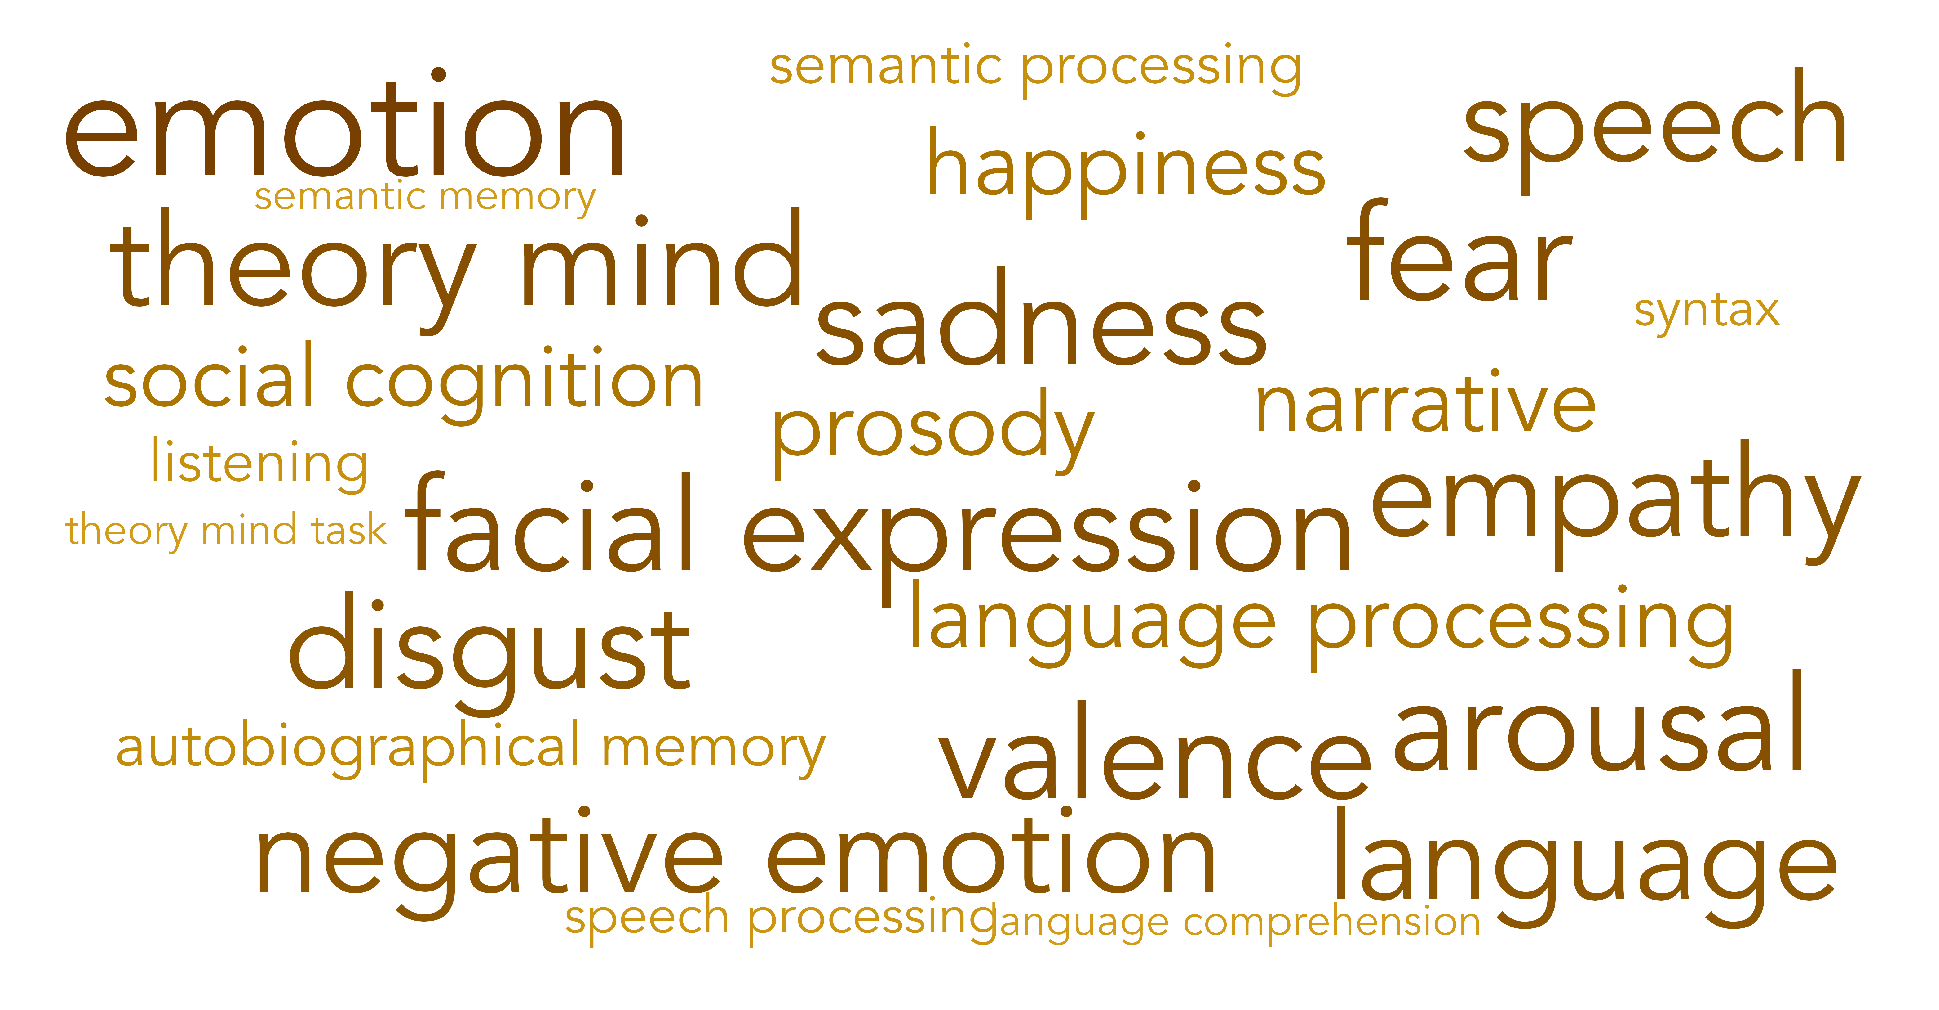 semantic processing
emotion
speech
happiness
semantic memory
theory mind
fear
sadness
syntax
social cognition
narrative
prosody
listening
empathy
facial expression
theory mind task
language processing
disgust
arousal
autobiographical memory
valence
negative emotion
language
speech processing
language comprehension